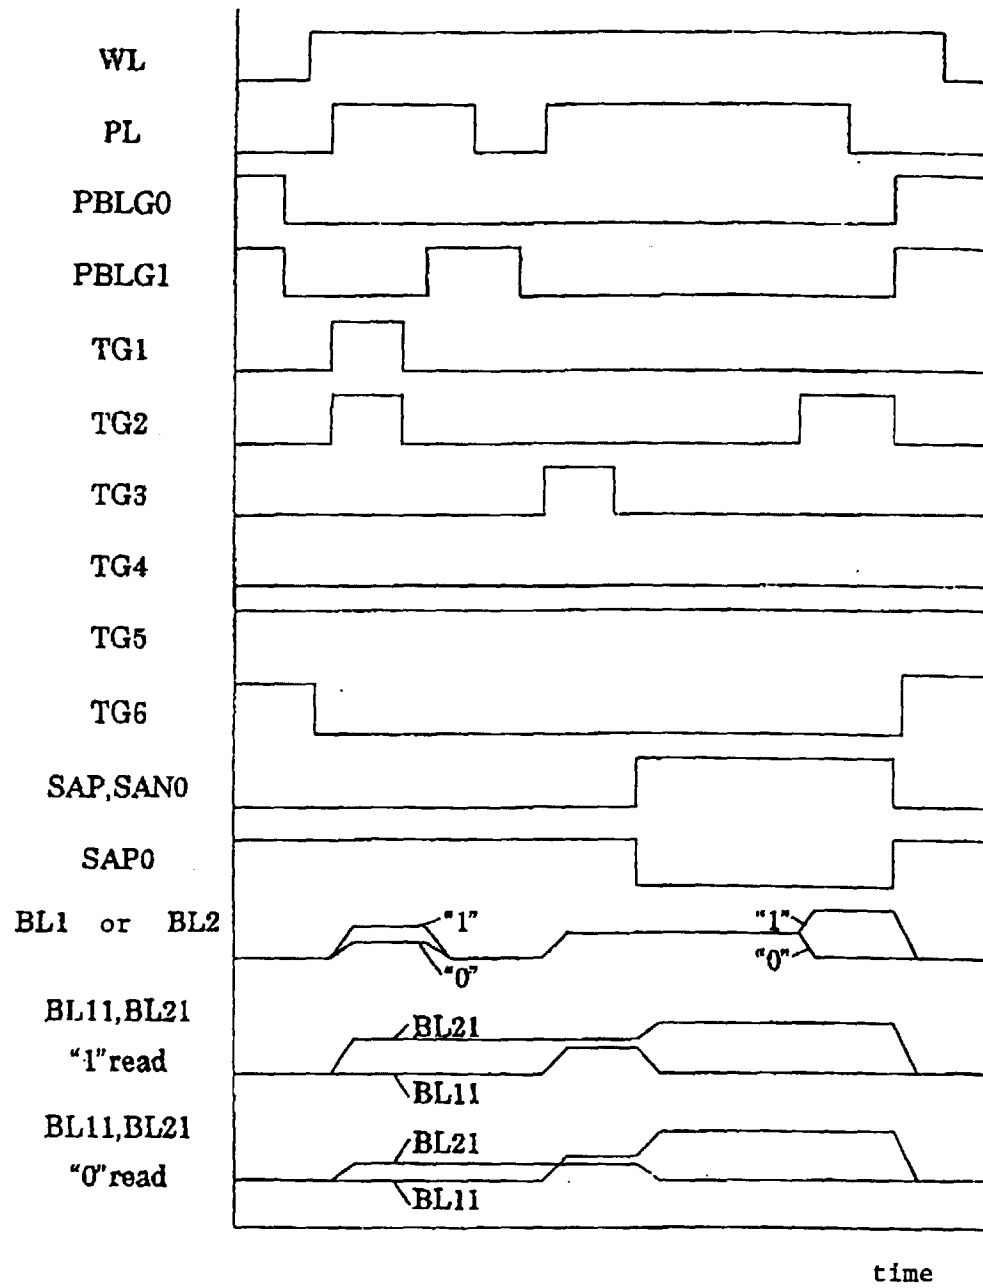 WL
PL
PBLG0
PBLG1
TG1
TG2
TG3
TG4
TG5
TG6
SAP,SAN0
SAP0
BL1 or BL2
"1"
"0"
"1"
"0"
BL11,BL21
"1"read
BL21
BL11
BL11,BL21
"0"read
BL21
BL11
time